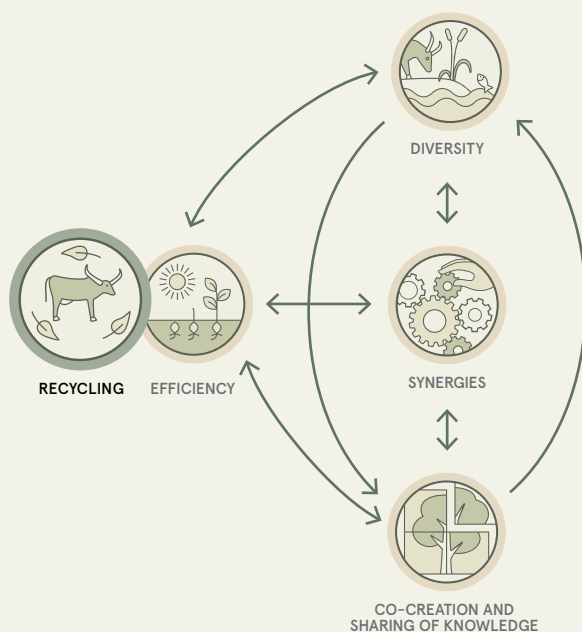 DIVERSITY
RECYCLING
EFFICIENCY
SYNERGIES
CO-CREATION AND
SHARING OF KNOWLEDGE